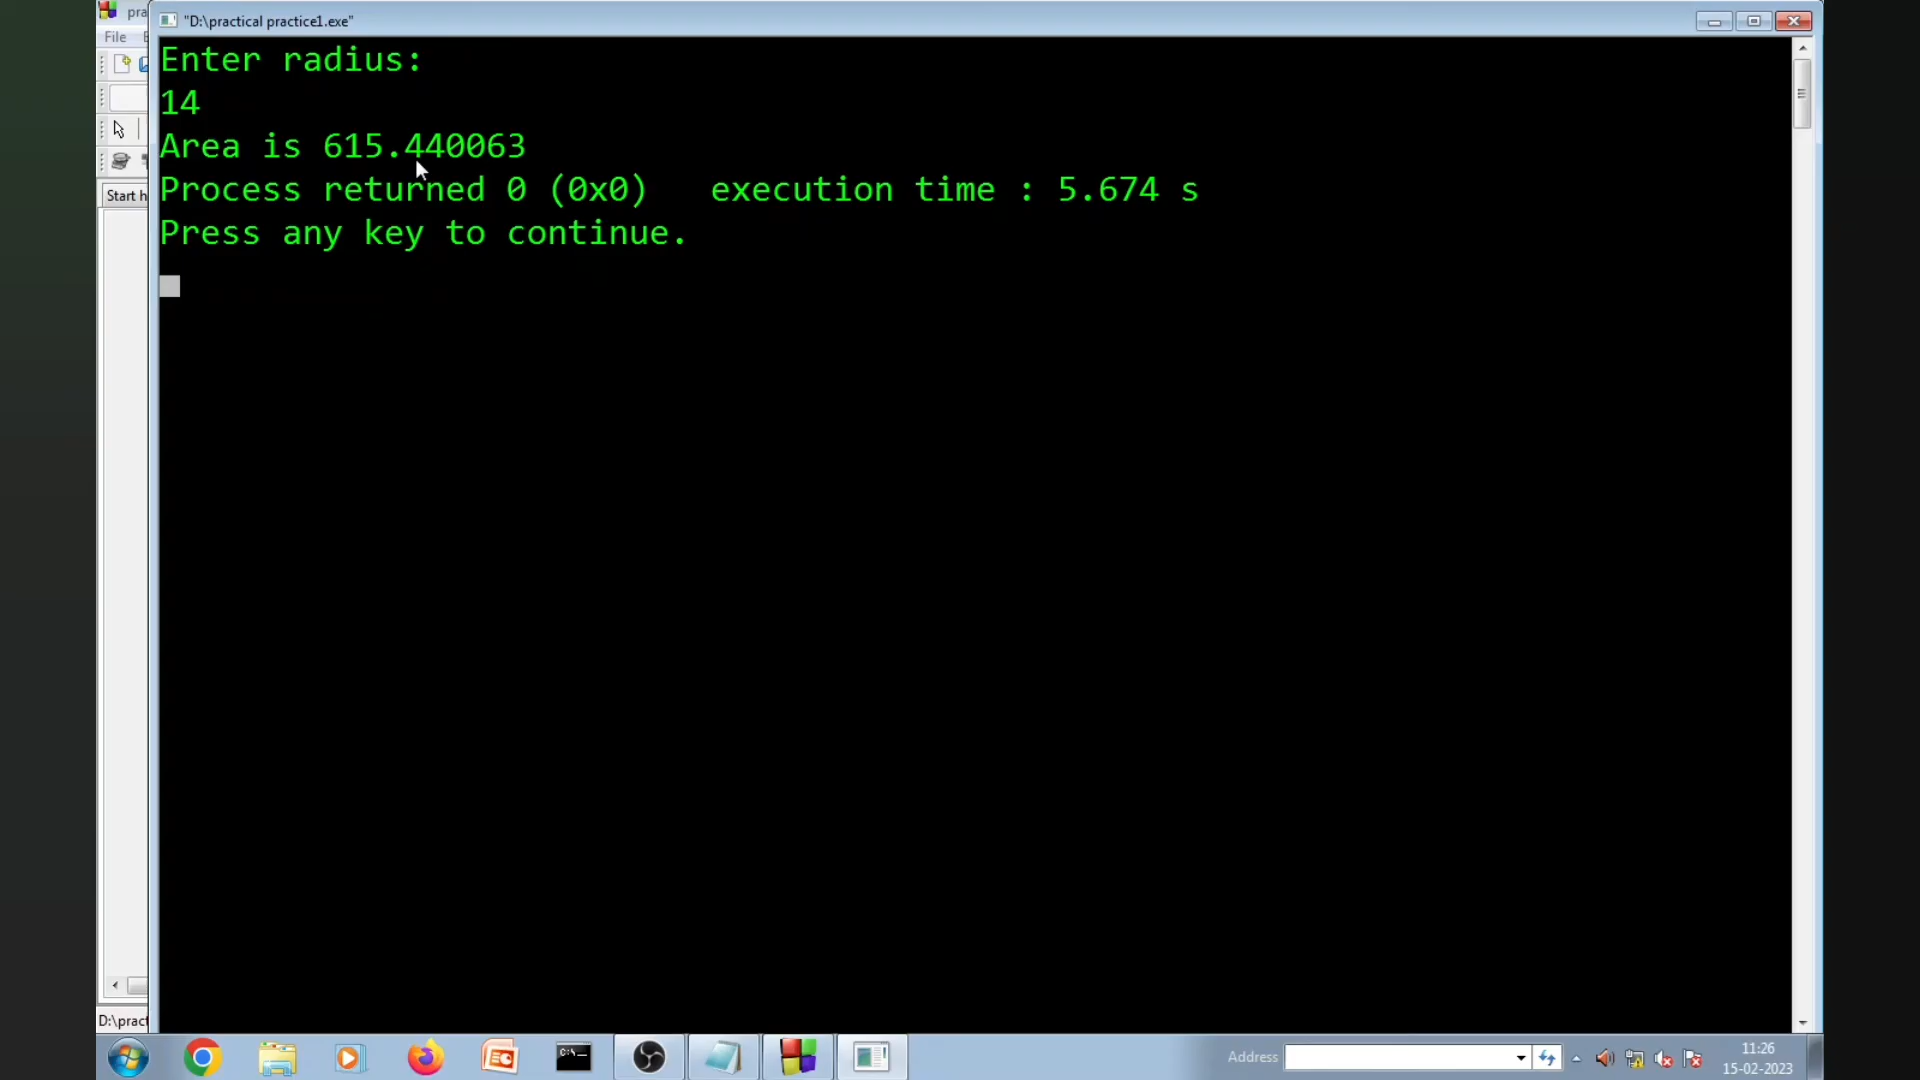 pra
"D:\practical practice1.exe"
File
Enter radius:
14
Area is 615.440063
Process returned 0 (0x0)   execution time : 5.674 s
Press any key to continue.
Start h
D:\pract
Address
11:26
15-02-2023